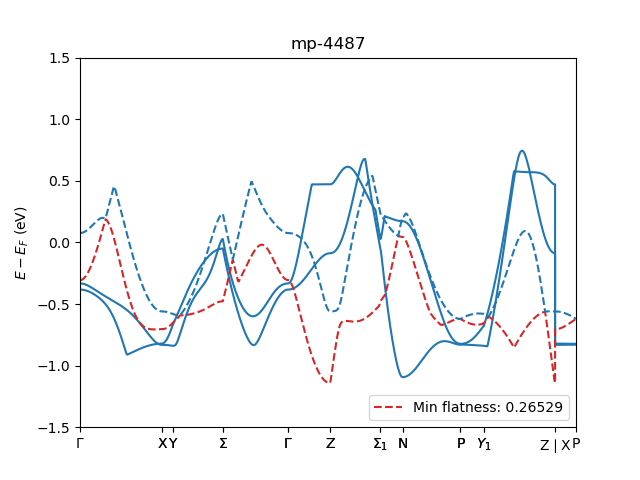 mp-4487
E − E_F (eV)
1.5
1.0
0.5
0.0
−0.5
−1.0
−1.5
Min flatness: 0.26529
Γ X Y Σ Γ Z Σ₁ N P Y₁ Z | X P